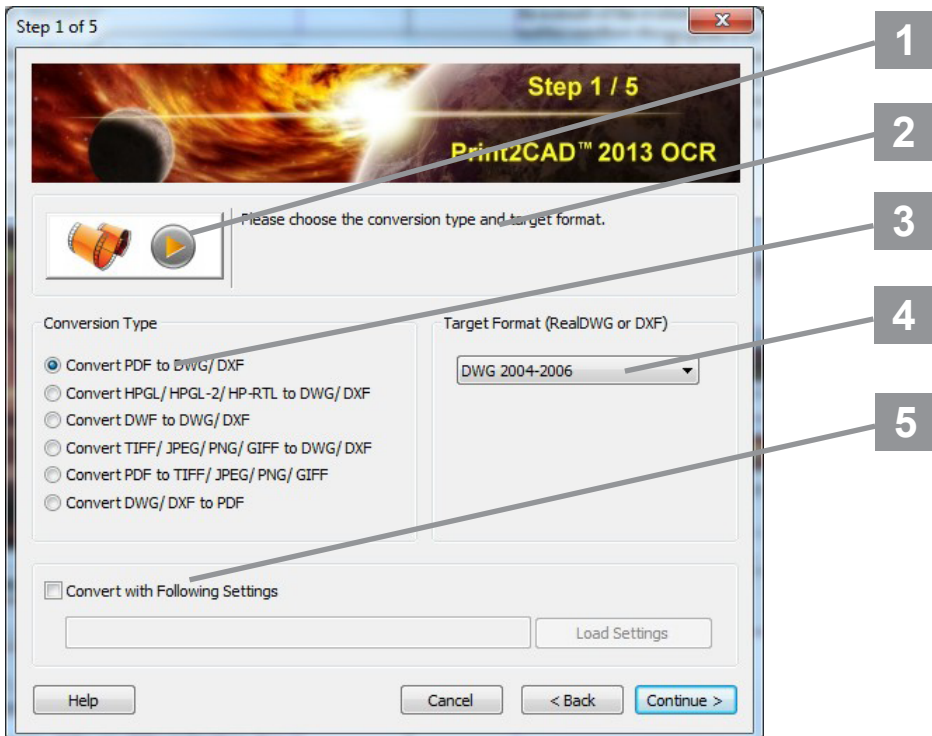 Step 1 of 5
Step 1 / 5
Print2CAD™ 2013 OCR
Please choose the conversion type and target format.
Conversion Type
Convert PDF to DWG/ DXF
Convert HPGL/ HPGL-2/ HP-RTL to DWG/ DXF
Convert DWF to DWG/ DXF
Convert TIFF/ JPEG/ PNG/ GIFF to DWG/ DXF
Convert PDF to TIFF/ JPEG/ PNG/ GIFF
Convert DWG/ DXF to PDF
Target Format (RealDWG or DXF)
DWG 2004-2006
Convert with Following Settings
Load Settings
Help
Cancel
< Back
Continue >
1
2
3
4
5